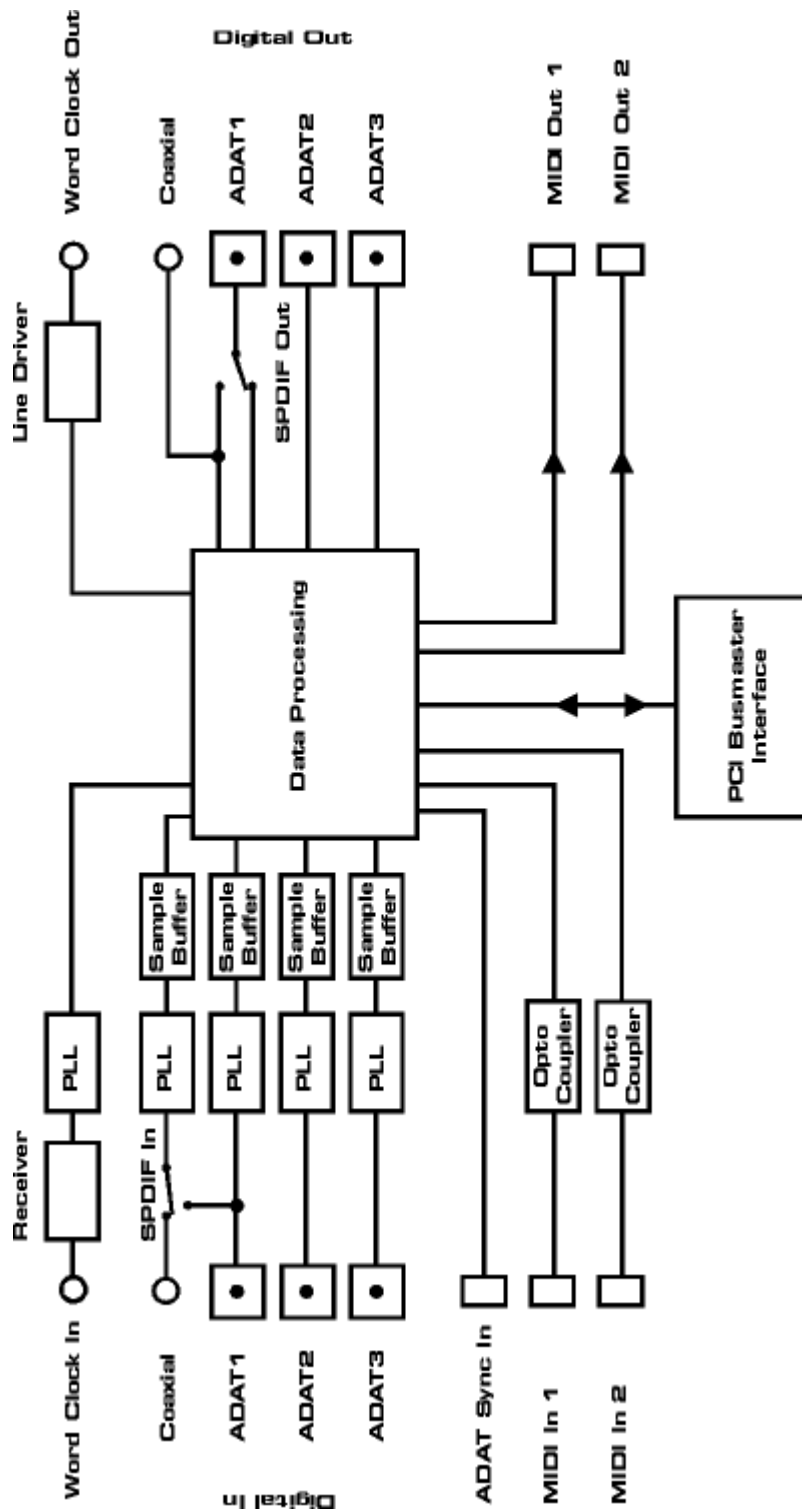 Word Clock In
Receiver
PLL
Line Driver
Word Clock Out
Digital In
Coaxial
SPDIF In
PLL
Sample
Buffer
Coaxial
Digital Out
ADAT1
PLL
Sample
Buffer
ADAT1
ADAT2
PLL
Sample
Buffer
SPDIF Out
ADAT2
ADAT3
PLL
Sample
Buffer
ADAT3
Data Processing
ADAT Sync In
MIDI In 1
Opto
Coupler
MIDI Out 1
MIDI In 2
Opto
Coupler
MIDI Out 2
PCI Busmaster
Interface